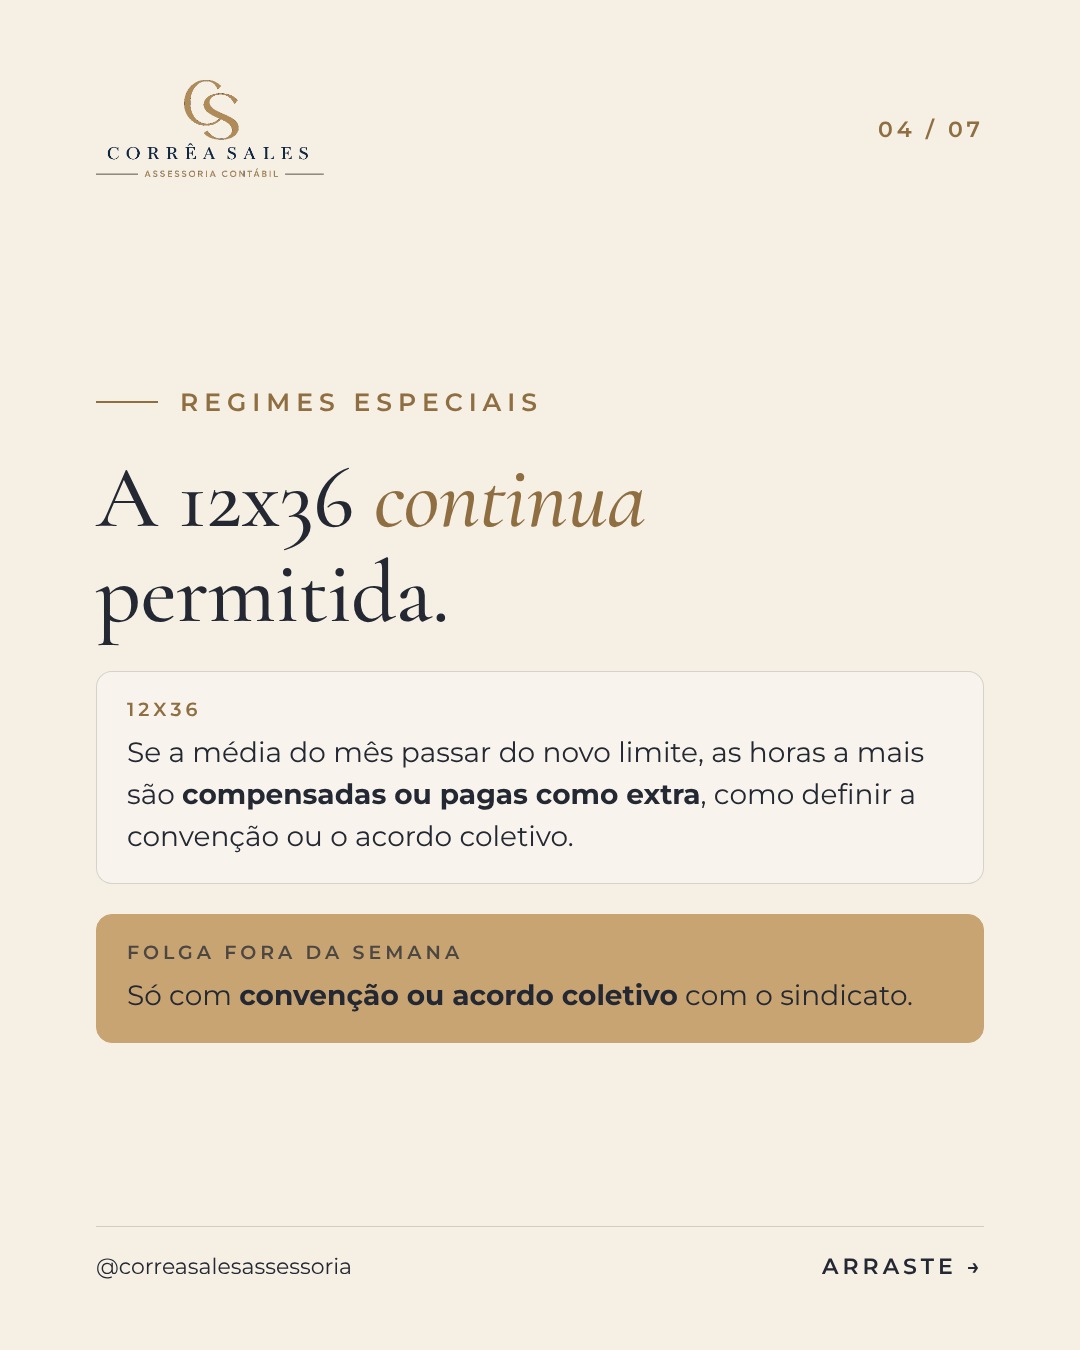 CS
CORRÊA SALES
ASSESSORIA CONTÁBIL
04 / 07
REGIMES ESPECIAIS
A 12x36 continua
permitida.
12X36
Se a média do mês passar do novo limite, as horas a mais
são compensadas ou pagas como extra, como definir a
convenção ou o acordo coletivo.
FOLGA FORA DA SEMANA
Só com convenção ou acordo coletivo com o sindicato.
@correasalesassessoria
ARRASTE →